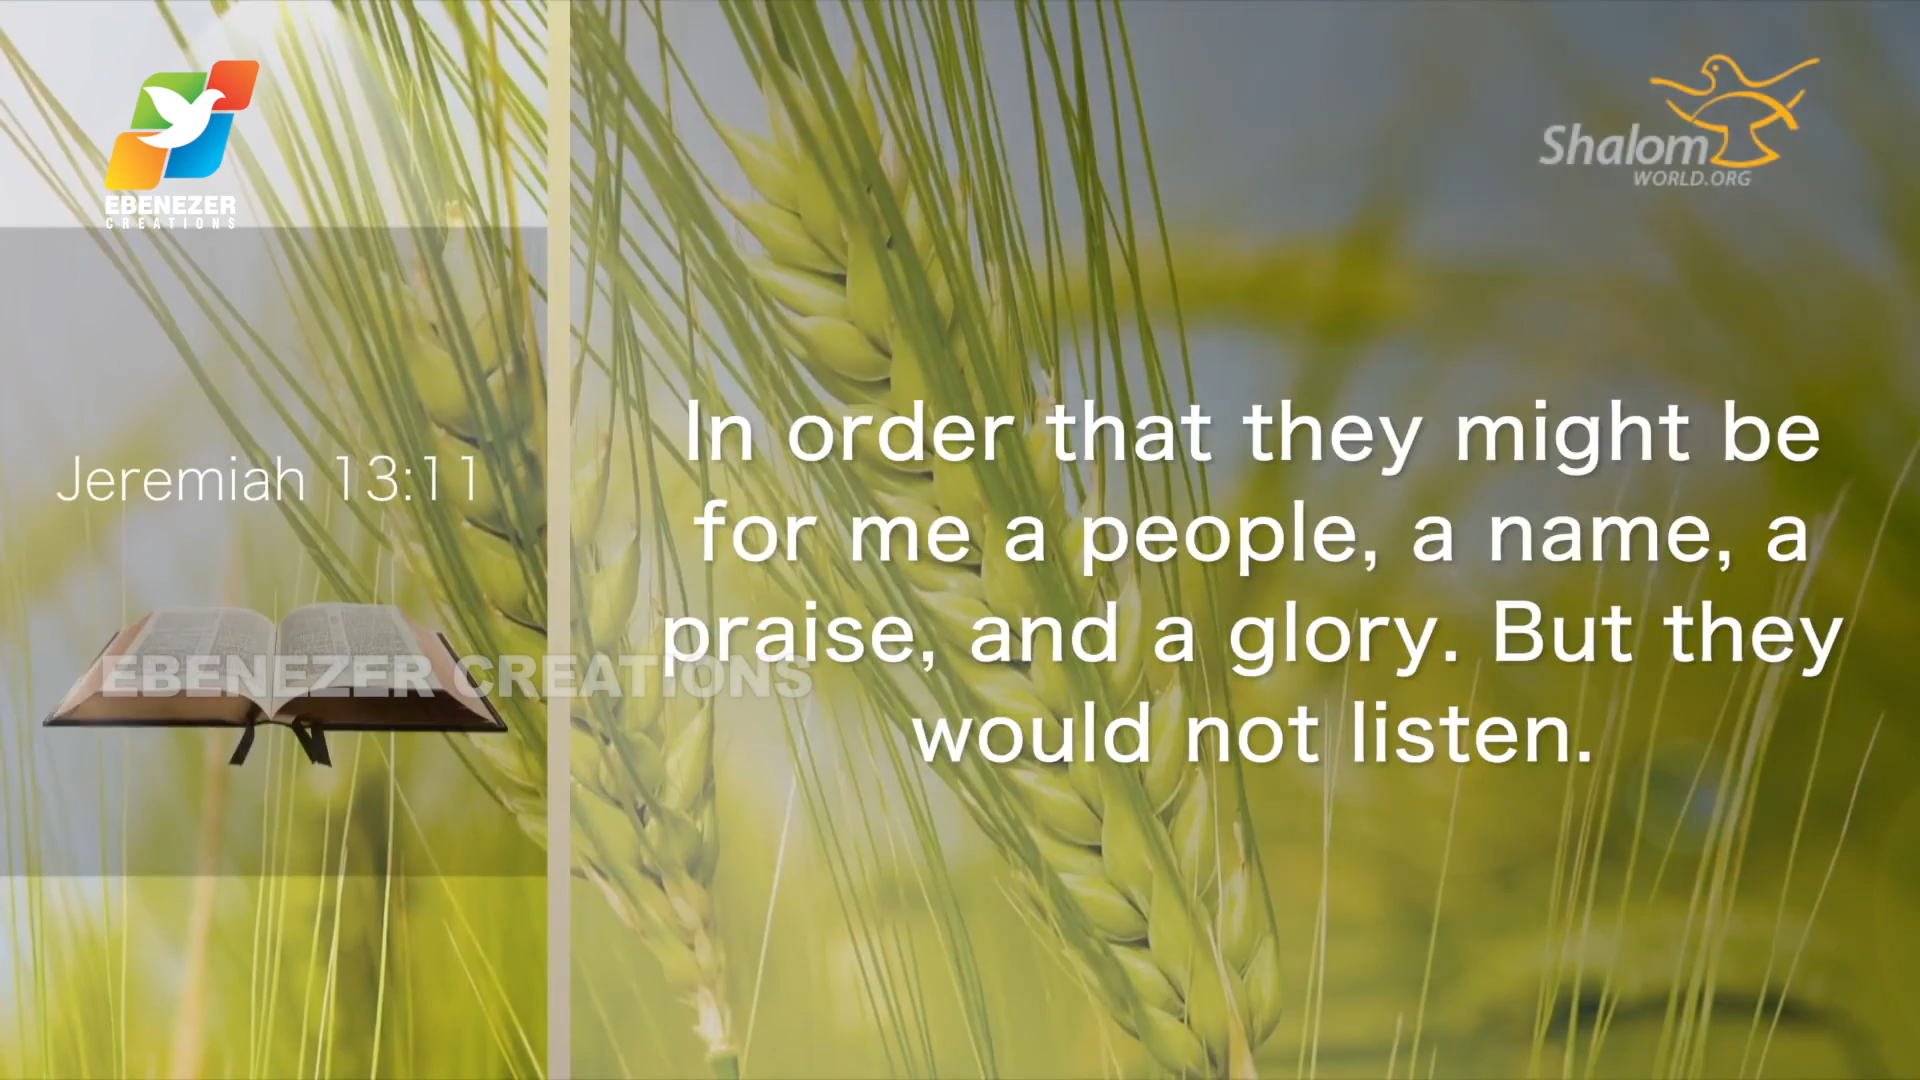 EBENEZER
CREATIONS
Shalom
WORLD.ORG
Jeremiah 13:11
In order that they might be
for me a people, a name, a
praise, and a glory. But they
would not listen.
EBENEZER CREATIONS